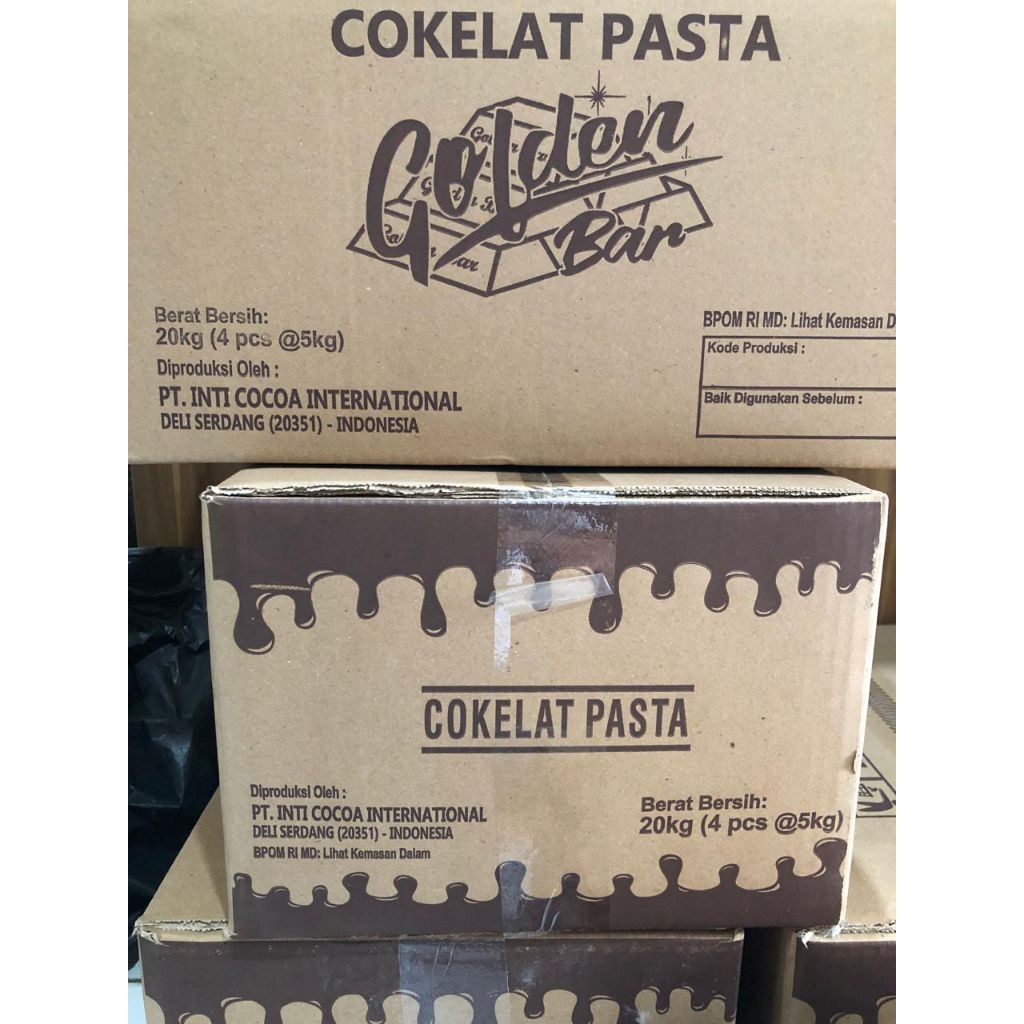 COKELAT PASTA
Golden
Bar
Berat Bersih:
20kg (4 pcs @5kg)
Diproduksi Oleh :
PT. INTI COCOA INTERNATIONAL
DELI SERDANG (20351) - INDONESIA
BPOM RI MD: Lihat Kemasan D
Kode Produksi :
Baik Digunakan Sebelum :
COKELAT PASTA
Diproduksi Oleh :
PT. INTI COCOA INTERNATIONAL
DELI SERDANG (20351) - INDONESIA
BPOM RI MD: Lihat Kemasan Dalam
Berat Bersih:
20kg (4 pcs @5kg)